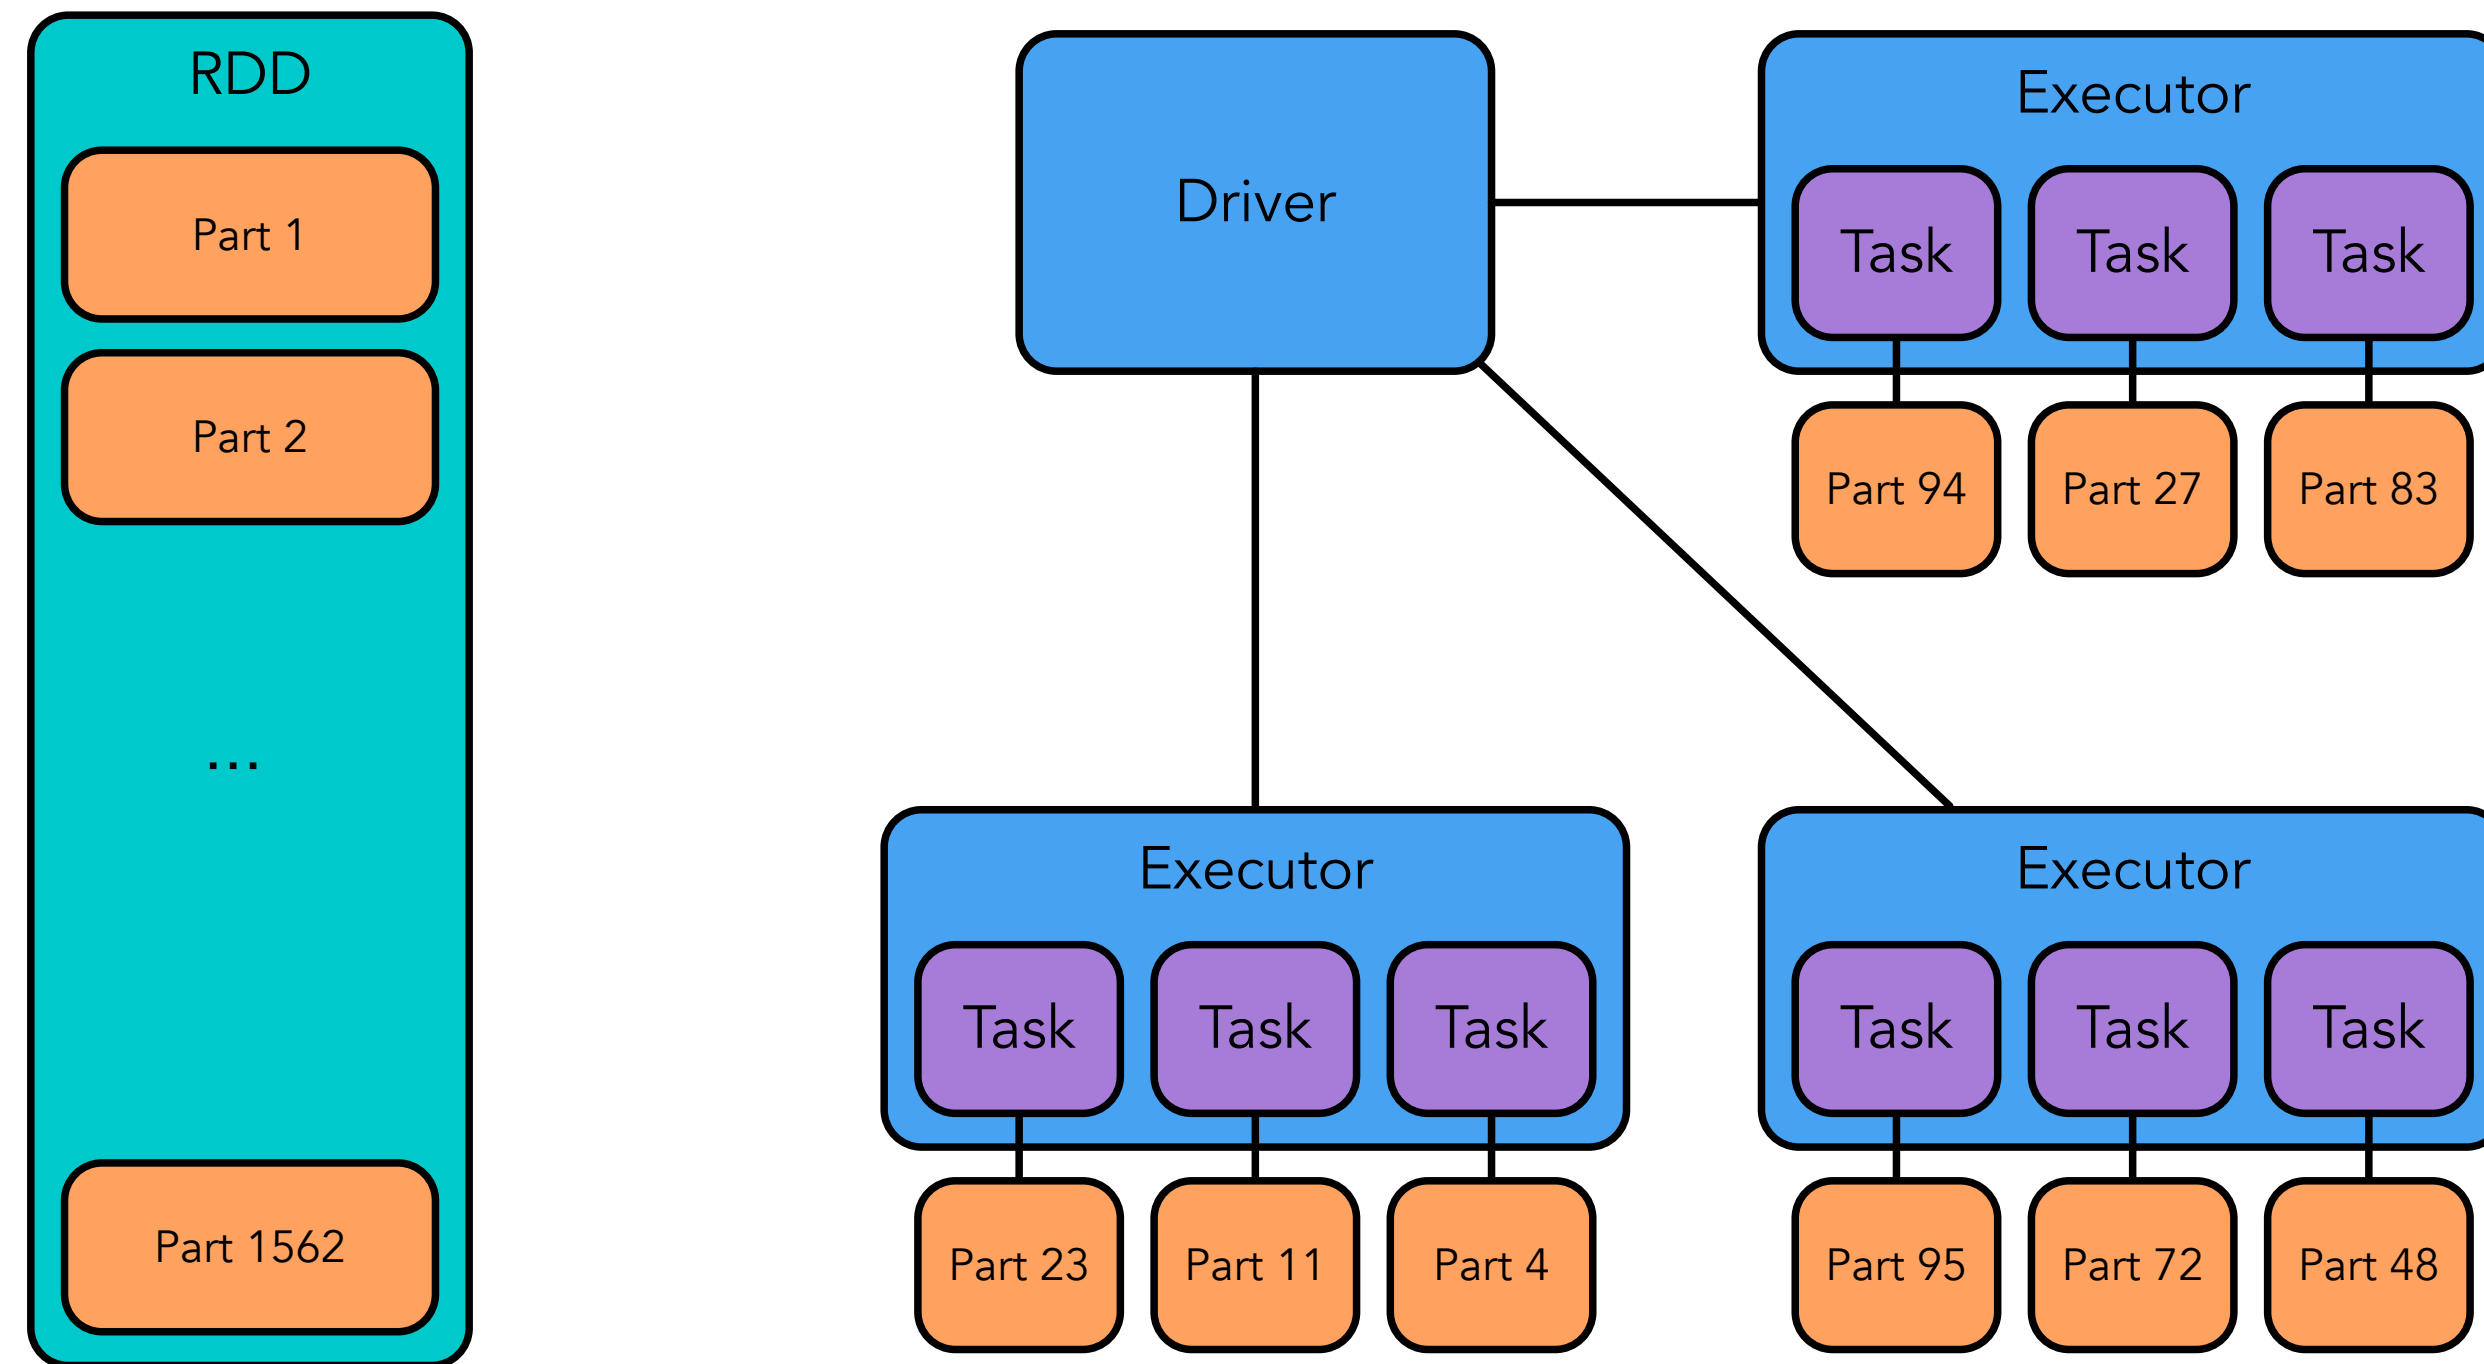 RDD
Part 1
Part 2
...
Part 1562
Driver
Executor
Task Task Task
Part 94 Part 27 Part 83
Executor
Task Task Task
Part 23 Part 11 Part 4
Executor
Task Task Task
Part 95 Part 72 Part 48